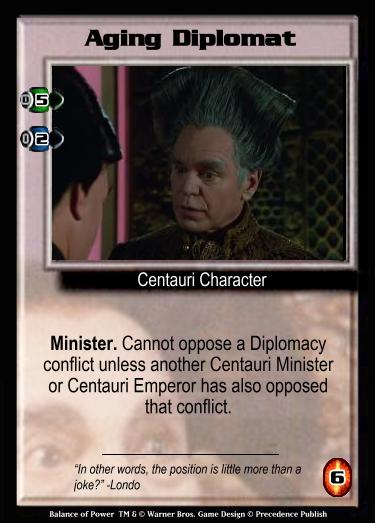 Aging Diplomat
5
2
Centauri Character
Minister. Cannot oppose a Diplomacy
conflict unless another Centauri Minister
or Centauri Emperor has also opposed
that conflict.
"In other words, the position is little more than a
joke?" -Londo
6
Balance of Power TM & © Warner Bros. Game Design © Precedence Publish